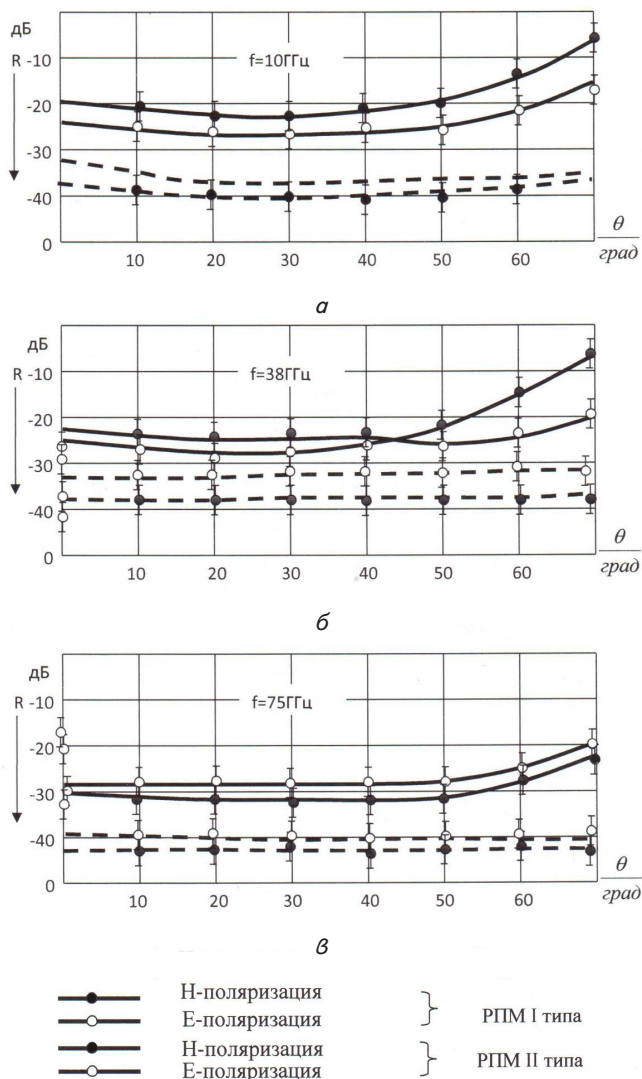 дБ
R -10
f=10ГГц
-20
-30
-40
0
10 20 30 40 50 60
θ
град
а
дБ
R -10
f=38ГГц
-20
-30
-40
0
10 20 30 40 50 60
θ
град
б
дБ
R -10
f=75ГГц
-20
-30
-40
0
10 20 30 40 50 60
θ
град
в
Н-поляризация
Е-поляризация
РПМ I типа
Н-поляризация
Е-поляризация
РПМ II типа